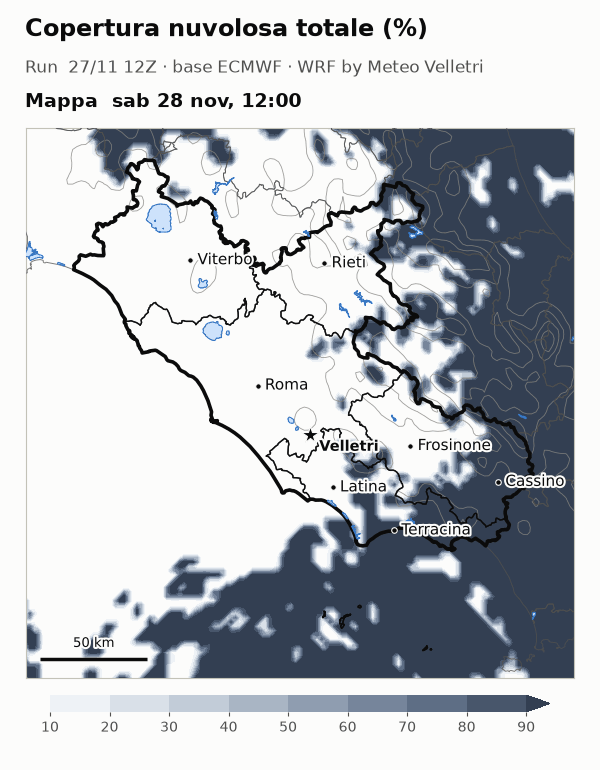 Copertura nuvolosa totale (%)
Run  27/11 12Z · base ECMWF · WRF by Meteo Velletri
Mappa  sab 28 nov, 12:00
Viterbo
Rieti
Roma
Velletri
Frosinone
Latina
Cassino
Terracina
50 km
10 20 30 40 50 60 70 80 90